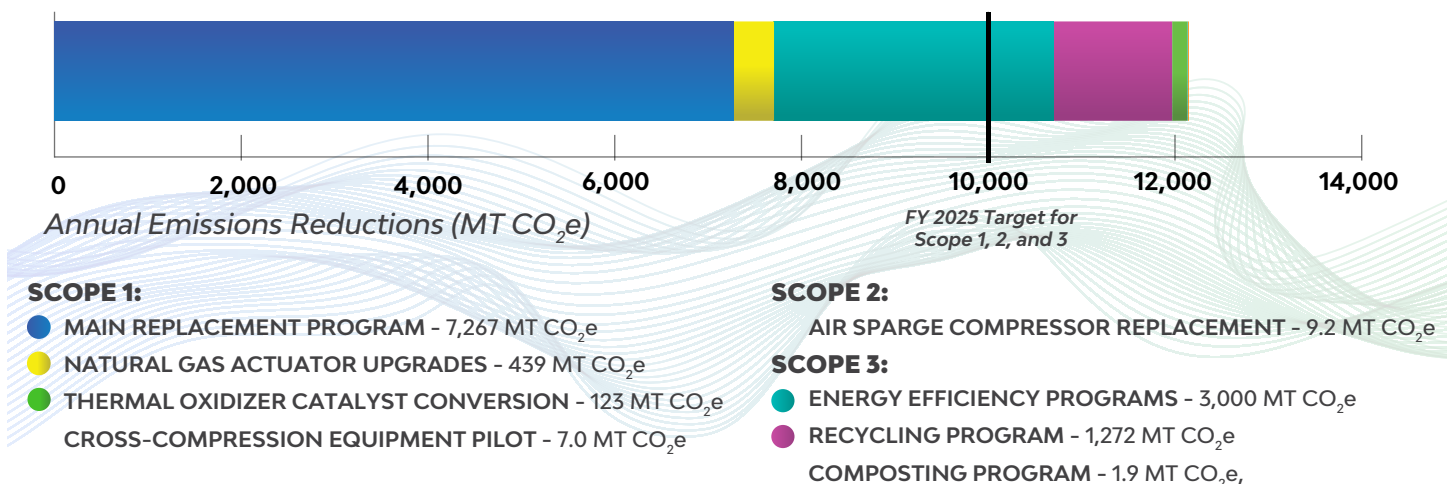 0 2,000 4,000 6,000 8,000 10,000 12,000 14,000
Annual Emissions Reductions (MT CO₂e)
FY 2025 Target for
Scope 1, 2, and 3
SCOPE 1:
MAIN REPLACEMENT PROGRAM - 7,267 MT CO₂e
NATURAL GAS ACTUATOR UPGRADES - 439 MT CO₂e
THERMAL OXIDIZER CATALYST CONVERSION - 123 MT CO₂e
CROSS-COMPRESSION EQUIPMENT PILOT - 7.0 MT CO₂e
SCOPE 2:
AIR SPARGE COMPRESSOR REPLACEMENT - 9.2 MT CO₂e
SCOPE 3:
ENERGY EFFICIENCY PROGRAMS - 3,000 MT CO₂e
RECYCLING PROGRAM - 1,272 MT CO₂e
COMPOSTING PROGRAM - 1.9 MT CO₂e,